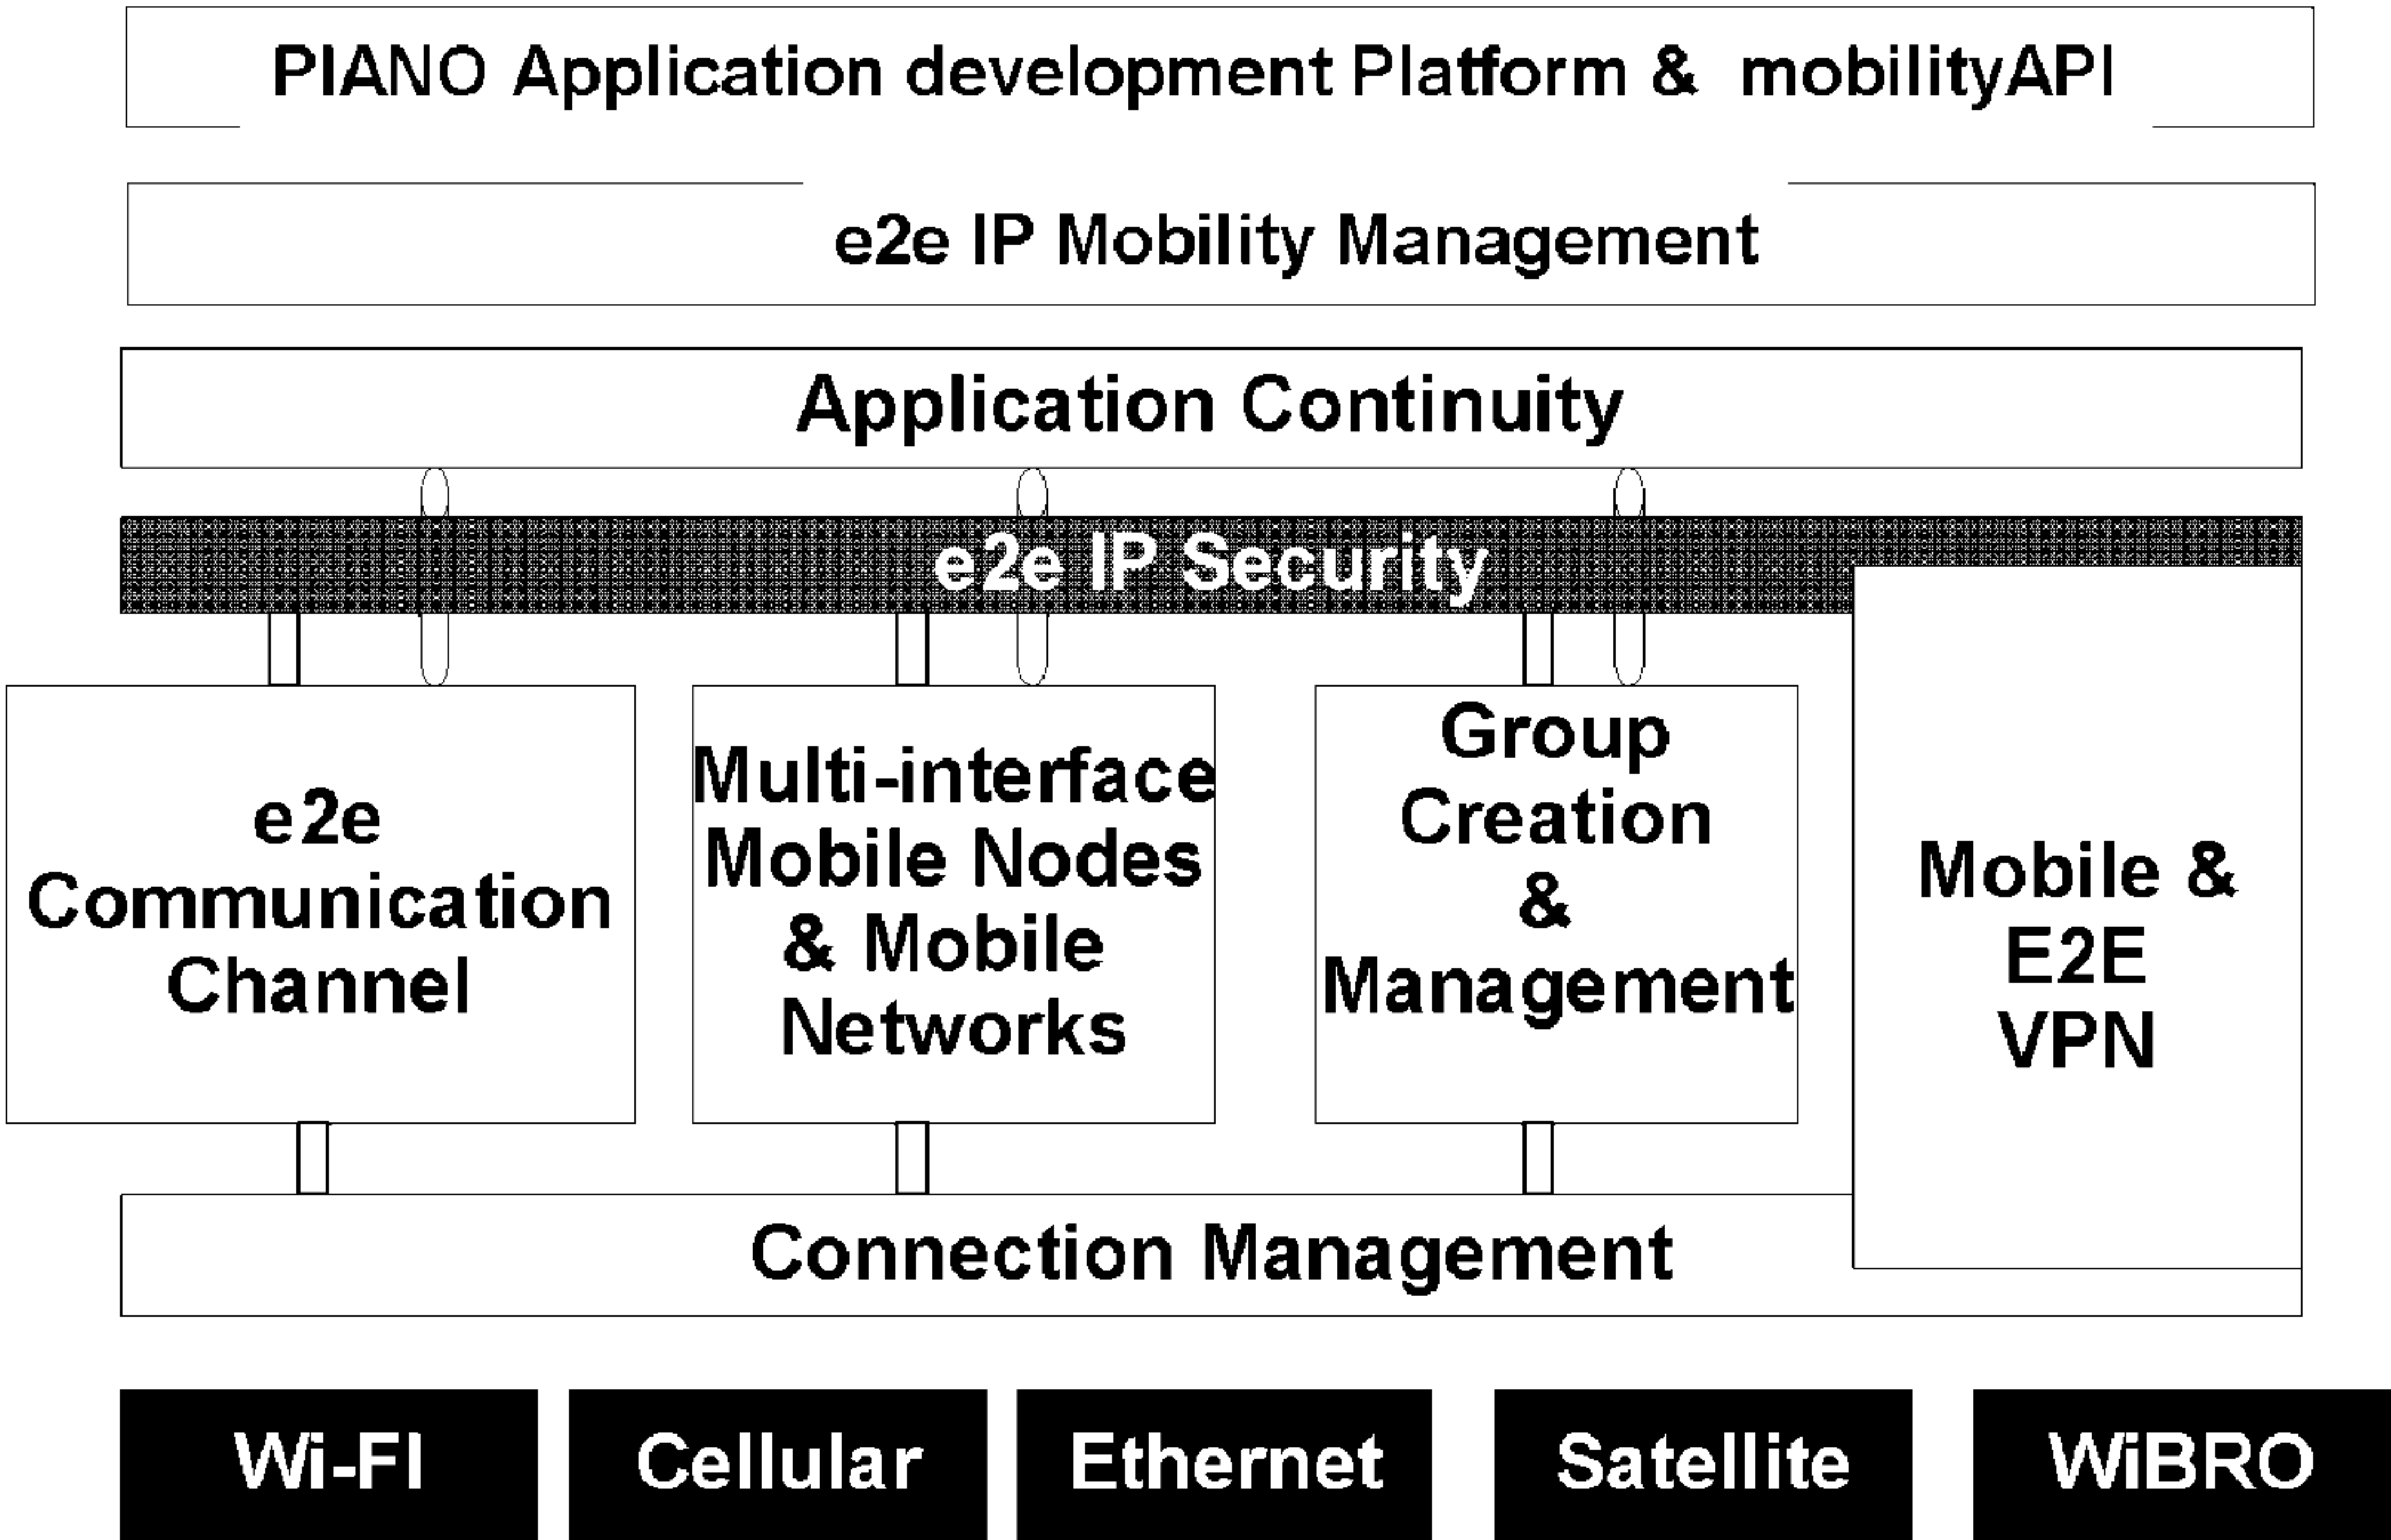 PIANO Application development Platform & mobilityAPI
e2e IP Mobility Management
Application Continuity
e2e IP Security
e2e
Communication
Channel
Multi-interface
Mobile Nodes
& Mobile
Networks
Group
Creation
&
Management
Mobile &
E2E
VPN
Connection Management
Wi-FI
Cellular
Ethernet
Satellite
WiBRO